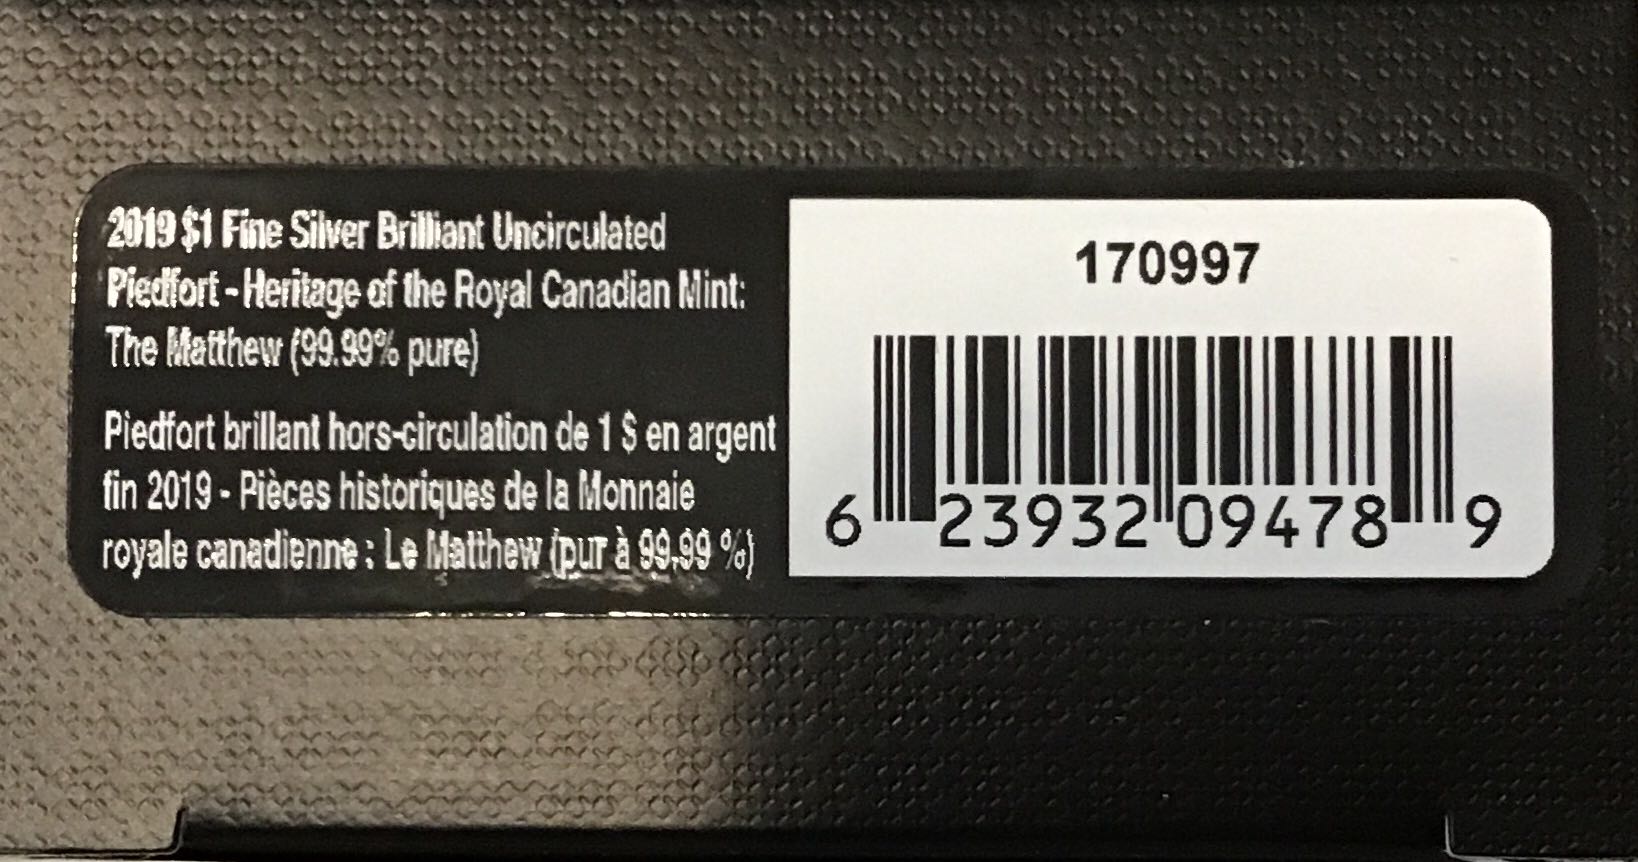 2019 $1 Fine Silver Brilliant Uncirculated
Piedfort - Heritage of the Royal Canadian Mint:
The Matthew (99.99% pure)
Piedfort brillant hors-circulation de 1 $ en argent
fin 2019 - Pièces historiques de la Monnaie
royale canadienne : Le Matthew (pur à 99,99 %)
170997
6 23932 09478 9